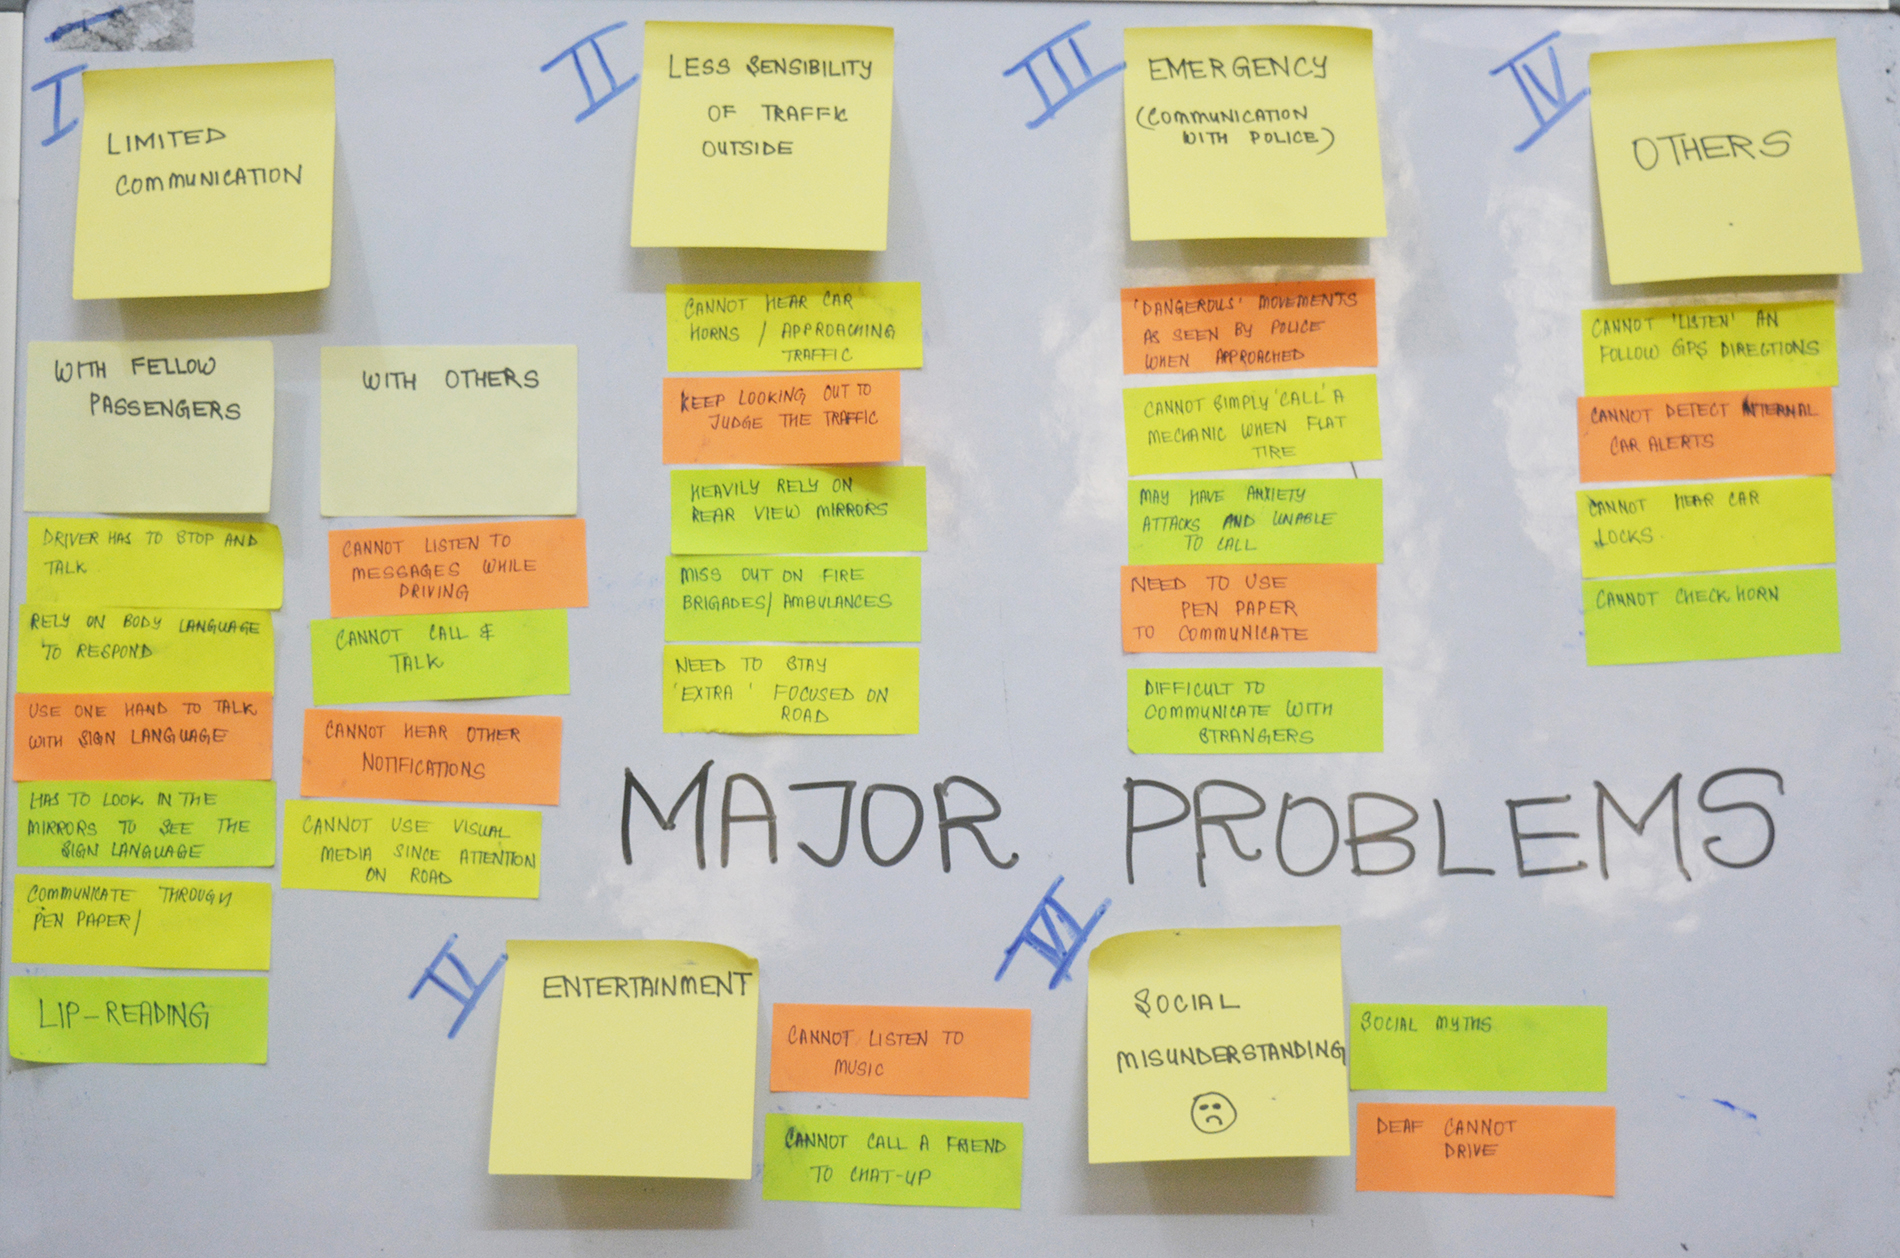 I
LIMITED
COMMUNICATION
WITH FELLOW
PASSENGERS
DRIVER HAS TO STOP AND
TALK
RELY ON BODY LANGUAGE
TO RESPOND
USE ONE HAND TO TALK
WITH SIGN LANGUAGE
HAS TO LOOK IN THE
MIRRORS TO SEE THE
SIGN LANGUAGE
COMMUNICATE THROUGH
PEN PAPER/
LIP-READING
WITH OTHERS
CANNOT LISTEN TO
MESSAGES WHILE
DRIVING
CANNOT CALL &
TALK
CANNOT HEAR OTHER
NOTIFICATIONS
CANNOT USE VISUAL
MEDIA SINCE ATTENTION
ON ROAD
II
LESS SENSIBILITY
OF TRAFFIC
OUTSIDE
CANNOT HEAR CAR
HORNS / APPROACHING
TRAFFIC
KEEP LOOKING OUT TO
JUDGE THE TRAFFIC
HEAVILY RELY ON
REAR VIEW MIRRORS
MISS OUT ON FIRE
BRIGADES/ AMBULANCES
NEED TO STAY
'EXTRA' FOCUSED ON
ROAD
III
EMERGENCY
(COMMUNICATION
WITH POLICE)
'DANGEROUS' MOVEMENTS
AS SEEN BY POLICE
WHEN APPROACHED
CANNOT SIMPLY 'CALL' A
MECHANIC WHEN FLAT
TIRE
MAY HAVE ANXIETY
ATTACKS AND UNABLE
TO CALL
NEED TO USE
PEN PAPER
TO COMMUNICATE
DIFFICULT TO
COMMUNICATE WITH
STRANGERS
IV
OTHERS
CANNOT 'LISTEN' AN
FOLLOW GPS DIRECTIONS
CANNOT DETECT INTERNAL
CAR ALERTS
CANNOT HEAR CAR
LOCKS
CANNOT CHECK HORN
MAJOR PROBLEMS
V
ENTERTAINMENT
CANNOT LISTEN TO
MUSIC
CANNOT CALL A FRIEND
TO CHAT-UP
VI
SOCIAL
MISUNDERSTANDING
SOCIAL MYTHS
DEAF CANNOT
DRIVE